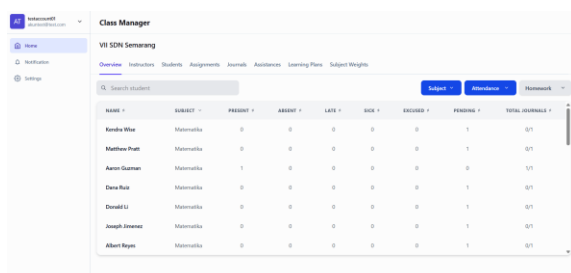 AT testaccount01
Class Manager
Home
Notification
Settings
VII SDN Semarang
Overview Instructors Students Assignments Journals Assistances Learning Plans Subject Weights
Search student
Subject Attendance Homework
NAME SUBJECT PRESENT ABSENT LATE SICK EXCUSED PENDING TOTAL JOURNALS
Kendra Wise Matematika 0 0 0 0 0 1 0/1
Matthew Pratt Matematika 0 0 0 0 0 1 0/1
Aaron Guzman Matematika 1 0 0 0 0 0 1/1
Dana Ruiz Matematika 0 0 0 0 0 1 0/1
Donald Li Matematika 0 0 0 0 0 1 0/1
Joseph Jimenez Matematika 0 0 0 0 0 1 0/1
Albert Reyes Matematika 0 0 0 0 0 1 0/1